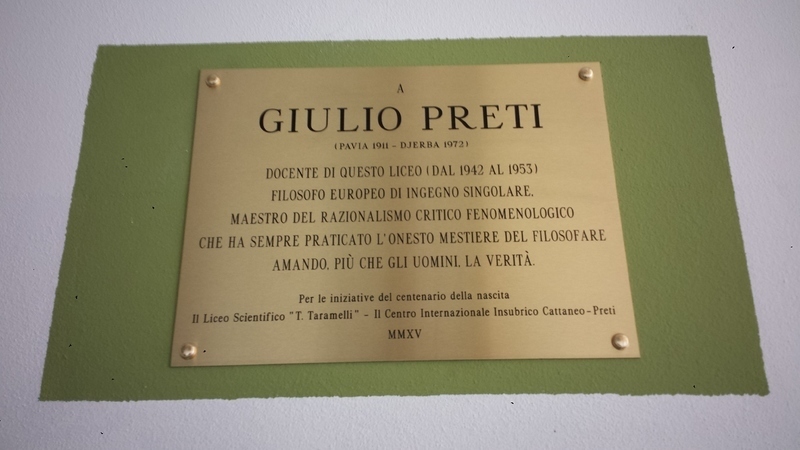 A
GIULIO PRETI
(PAVIA 1911 - DJERBA 1972)
DOCENTE DI QUESTO LICEO (DAL 1942 AL 1953)
FILOSOFO EUROPEO DI INGEGNO SINGOLARE,
MAESTRO DEL RAZIONALISMO CRITICO FENOMENOLOGICO
CHE HA SEMPRE PRATICATO L'ONESTO MESTIERE DEL FILOSOFARE
AMANDO, PIÙ CHE GLI UOMINI, LA VERITÀ.
Per le iniziative del centenario della nascita
Il Liceo Scientifico "T. Taramelli" - Il Centro Internazionale Insubrico Cattaneo-Preti
MMXV